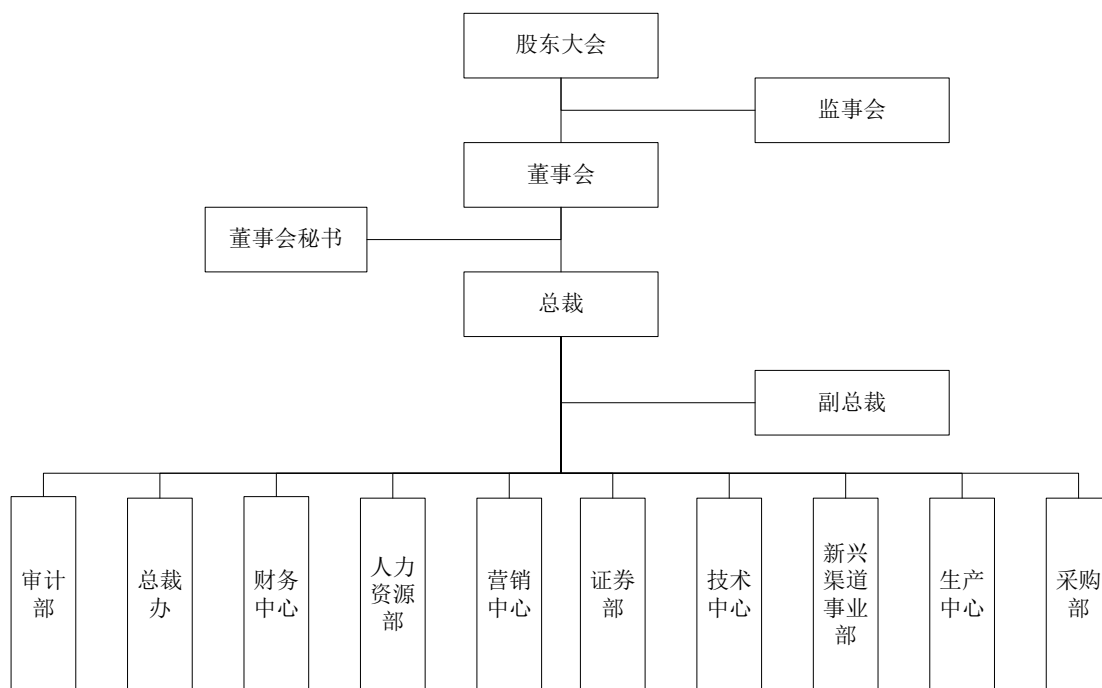 股东大会
监事会
董事会
董事会秘书
总裁
副总裁
审计
部
总裁
办
财务
中心
人力
资源
部
营销
中心
证券
部
技术
中心
新兴
渠道
事业
部
生产
中心
采购
部